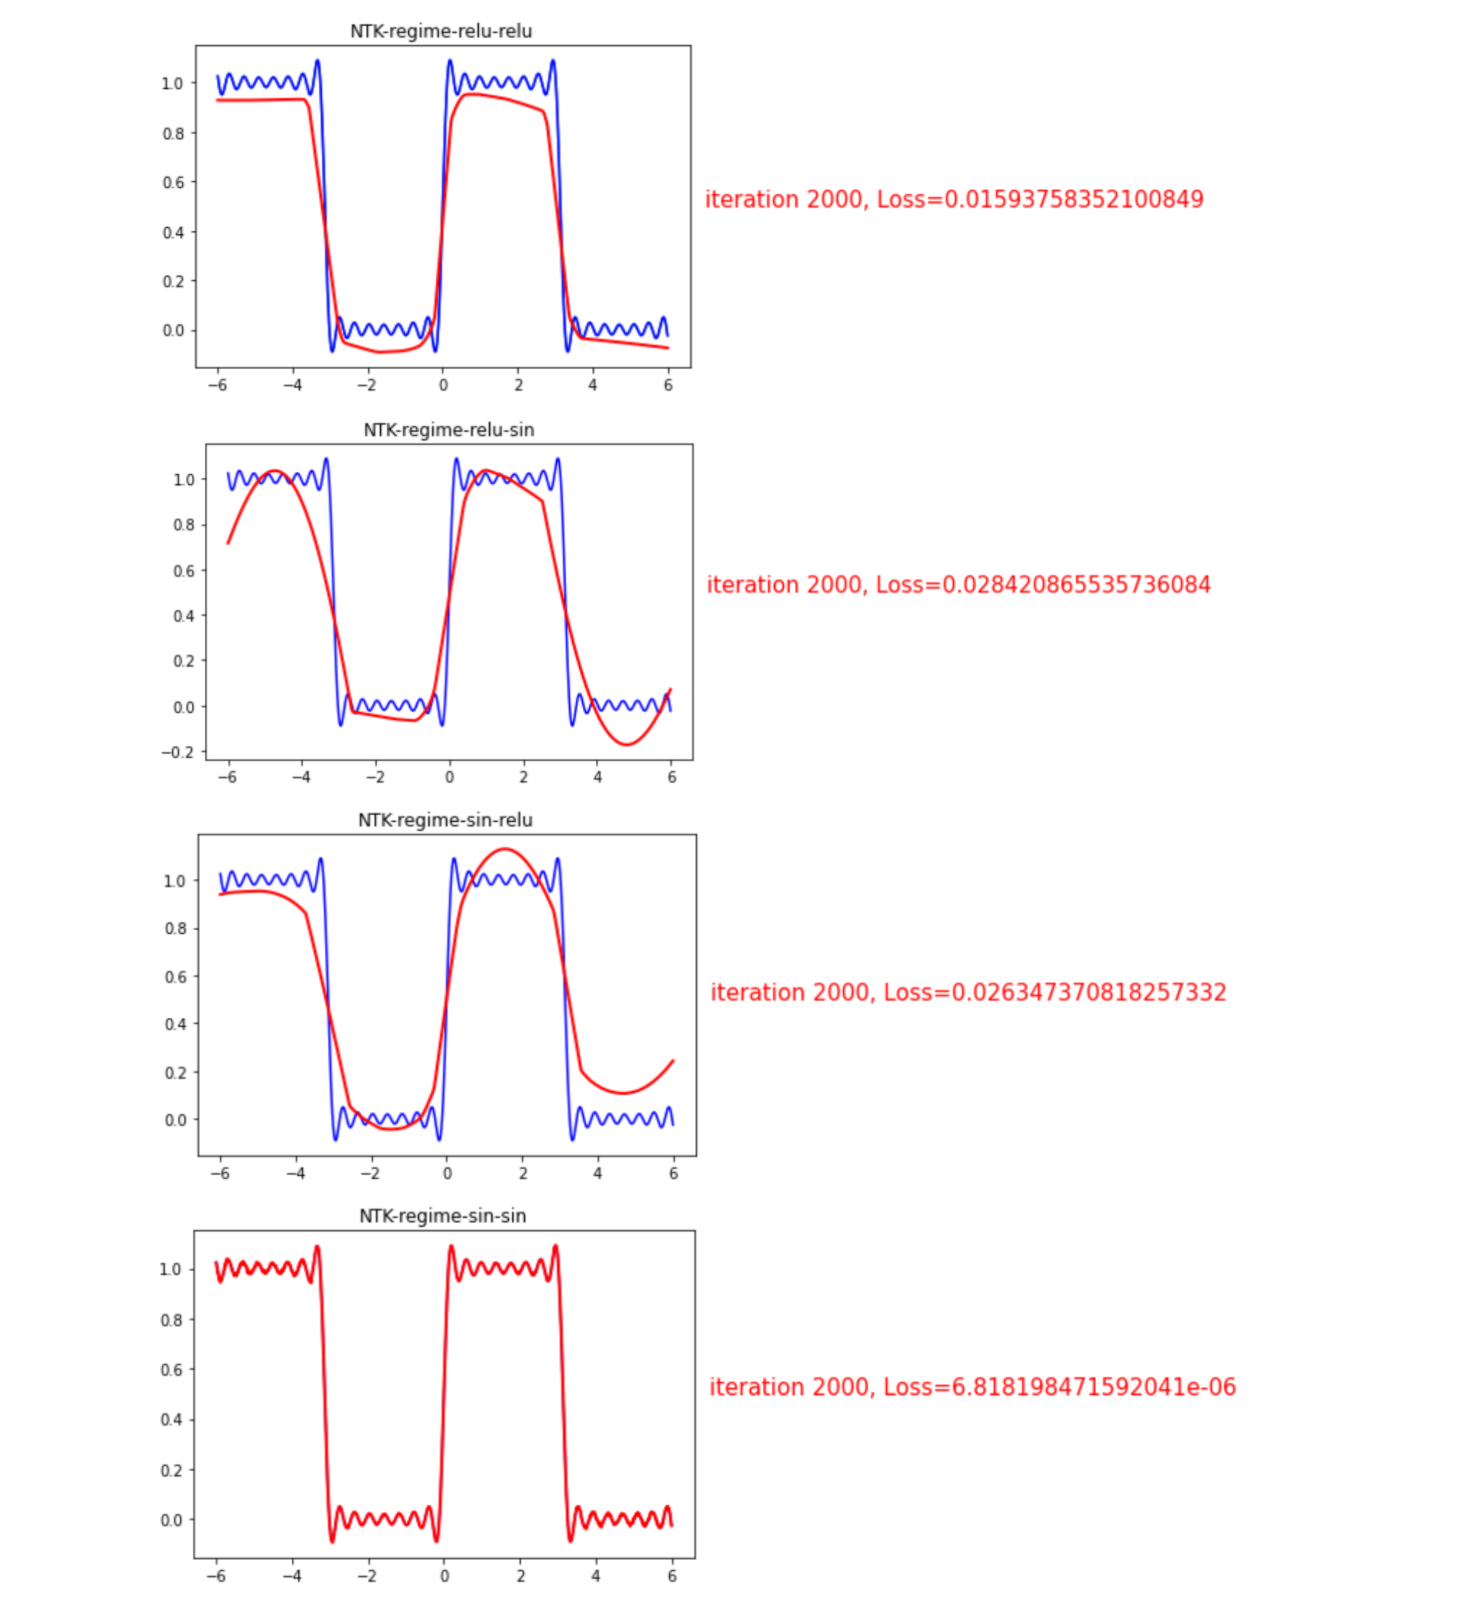 NTK-regime-relu-relu
1.0
0.8
0.6
0.4
0.2
0.0
−6 −4 −2 0 2 4 6
iteration 2000, Loss=0.01593758352100849
NTK-regime-relu-sin
1.0
0.8
0.6
0.4
0.2
0.0
−0.2
−6 −4 −2 0 2 4 6
iteration 2000, Loss=0.028420865535736084
NTK-regime-sin-relu
1.0
0.8
0.6
0.4
0.2
0.0
−6 −4 −2 0 2 4 6
iteration 2000, Loss=0.026347370818257332
NTK-regime-sin-sin
1.0
0.8
0.6
0.4
0.2
0.0
−6 −4 −2 0 2 4 6
iteration 2000, Loss=6.818198471592041e-06